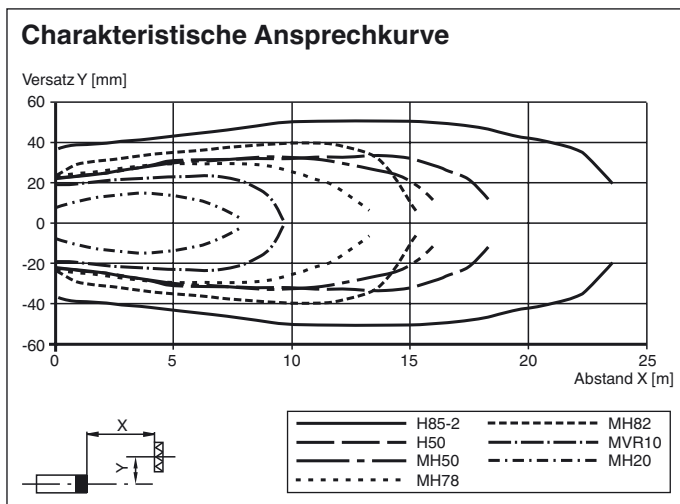 Charakteristische Ansprechkurve
Versatz Y [mm]
60
40
20
0
-20
-40
-60
0 5 10 15 20 25
Abstand X [m]
X
Y
H85-2
H50
MH50
MH78
MH82
MVR10
MH20